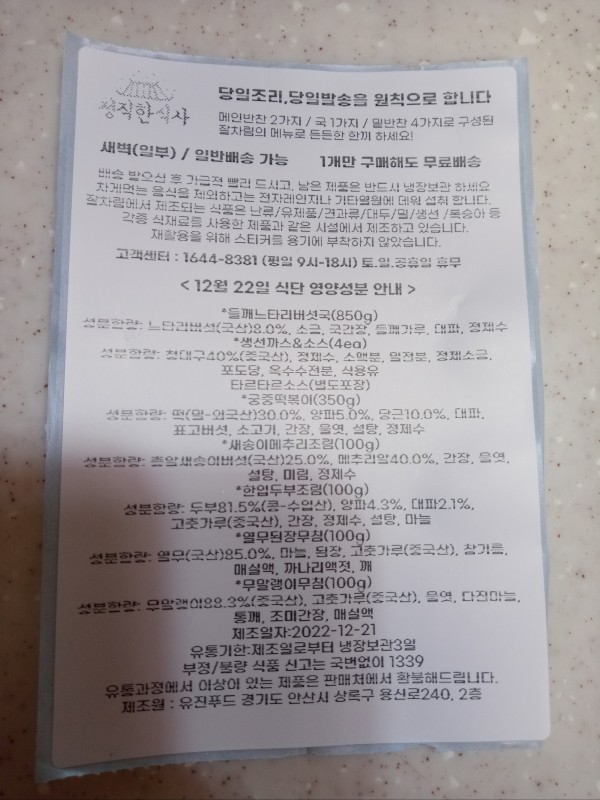 정직한식사
당일조리,당일발송을 원칙으로 합니다
메인반찬 2가지 / 국 1가지 / 밑반찬 4가지로 구성된
잘차림의 메뉴로 든든한 한끼 하세요!
새벽(일부) / 일반배송 가능 1개만 구매해도 무료배송
배송 받으신 후 가급적 빨리 드시고, 남은 제품은 반드시 냉장보관 하세요
차게먹는 음식을 제외하고는 전자레인지나 기타열원에 데워 섭취 합니다.
잘차림에서 제조되는 식품은 난류/유제품/견과류/대두/밀/생선 /복숭아 등
각종 식재료를 사용한 제품과 같은 시설에서 제조하고 있습니다.
재활용을 위해 스티커를 용기에 부착하지 않았습니다.
고객센터 : 1644-8381 (평일 9시-18시) 토.일.공휴일 휴무
< 12월 22일 식단 영양성분 안내 >
*들깨느타리버섯국(850g)
성분함량: 느타리버섯(국산)8.0%, 소금, 국간장, 들깨가루, 대파, 정제수
*생선까스&소스(4ea)
성분함량: 청대구40%(중국산), 정제수, 소맥분, 밀전분, 정제소금,
포도당, 옥수수전분, 식용유
타르타르소스(별도포장)
*궁중떡볶이(350g)
성분함량: 떡(밀-외국산)30.0%, 양파5.0%, 당근10.0%, 대파,
표고버섯, 소고기, 간장, 물엿, 설탕, 정제수
*새송이메추리조림(100g)
성분함량: 총알새송이버섯(국산)25.0%, 메추리알40.0%, 간장, 물엿,
설탕, 미림, 정제수
*한입두부조림(100g)
성분함량: 두부81.5%(콩-수입산), 양파4.3%, 대파2.1%,
고춧가루(중국산), 간장, 정제수, 설탕, 마늘
*열무된장무침(100g)
성분함량: 열무(국산)85.0%, 마늘, 된장, 고춧가루(중국산), 참기름,
매실액, 까나리액젓, 깨
*무말랭이무침(100g)
성분함량: 무말랭이88.3%(중국산), 고춧가루(중국산), 물엿, 다진마늘,
통깨, 조미간장, 매실액
제조일자:2022-12-21
유통기한:제조일로부터 냉장보관3일
부정/불량 식품 신고는 국번없이 1339
유통과정에서 이상이 있는 제품은 판매처에서 환불해드립니다.
제조원 : 유진푸드 경기도 안산시 상록구 용신로240, 2층